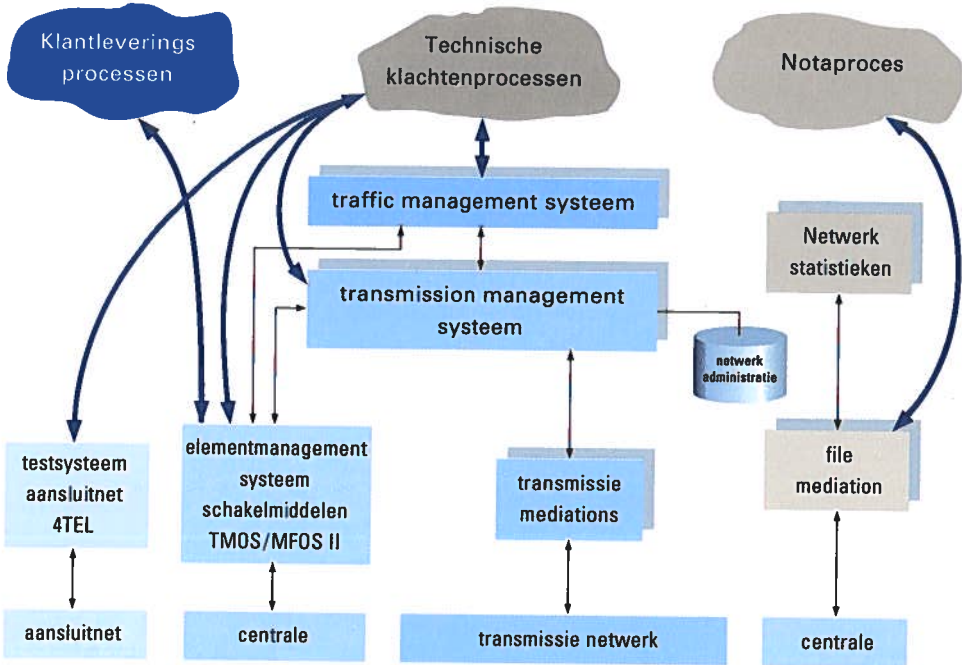 Klantleverings
processen
Technische
klachtenprocessen
Notaproces
traffic management systeem
Netwerk
statistieken
transmission management
systeem
netwerk
administratie
testsysteem
aansluitnet
4TEL
elementmanagement
systeem
schakelmiddelen
TMOS/MFOS II
transmissie
mediations
file
mediation
aansluitnet
centrale
transmissie netwerk
centrale